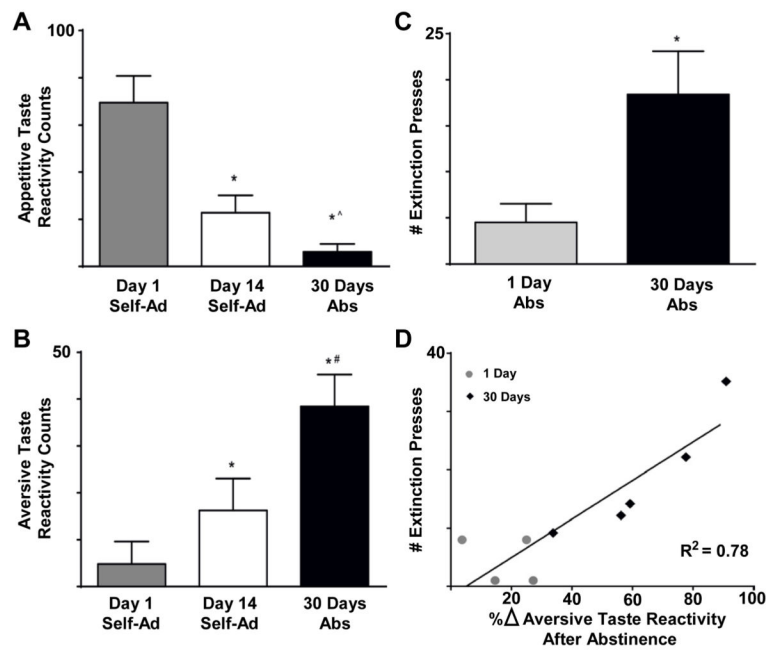 A
100
Appetitive Taste
Reactivity Counts
*
*^
Day 1
Self-Ad
Day 14
Self-Ad
30 Days
Abs
C
25
# Extinction Presses
*
1 Day
Abs
30 Days
Abs
B
50
Aversive Taste
Reactivity Counts
*
*#
Day 1
Self-Ad
Day 14
Self-Ad
30 Days
Abs
D
40
# Extinction Presses
1 Day
30 Days
R² = 0.78
20
40
60
80
100
%Δ Aversive Taste Reactivity
After Abstinence